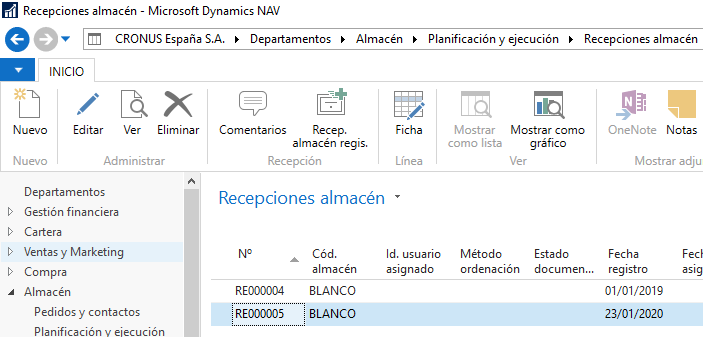 Recepciones almacén - Microsoft Dynamics NAV
CRONUS España S.A. Departamentos Almacén Planificación y ejecución Recepciones almacén
INICIO
Nuevo Editar Ver Eliminar Comentarios Recep. almacén regis. Ficha Mostrar como lista Mostrar como gráfico OneNote Notas
Nuevo Administrar Recepción Línea Ver Mostrar adju
Departamentos
Gestión financiera
Cartera
Ventas y Marketing
Compra
Almacén
Pedidos y contactos
Planificación y ejecución
Recepciones almacén
Nº Cód. almacén Id. usuario asignado Método ordenación Estado documen... Fecha registro Fech asig
RE000004 BLANCO 01/01/2019
RE000005 BLANCO 23/01/2020